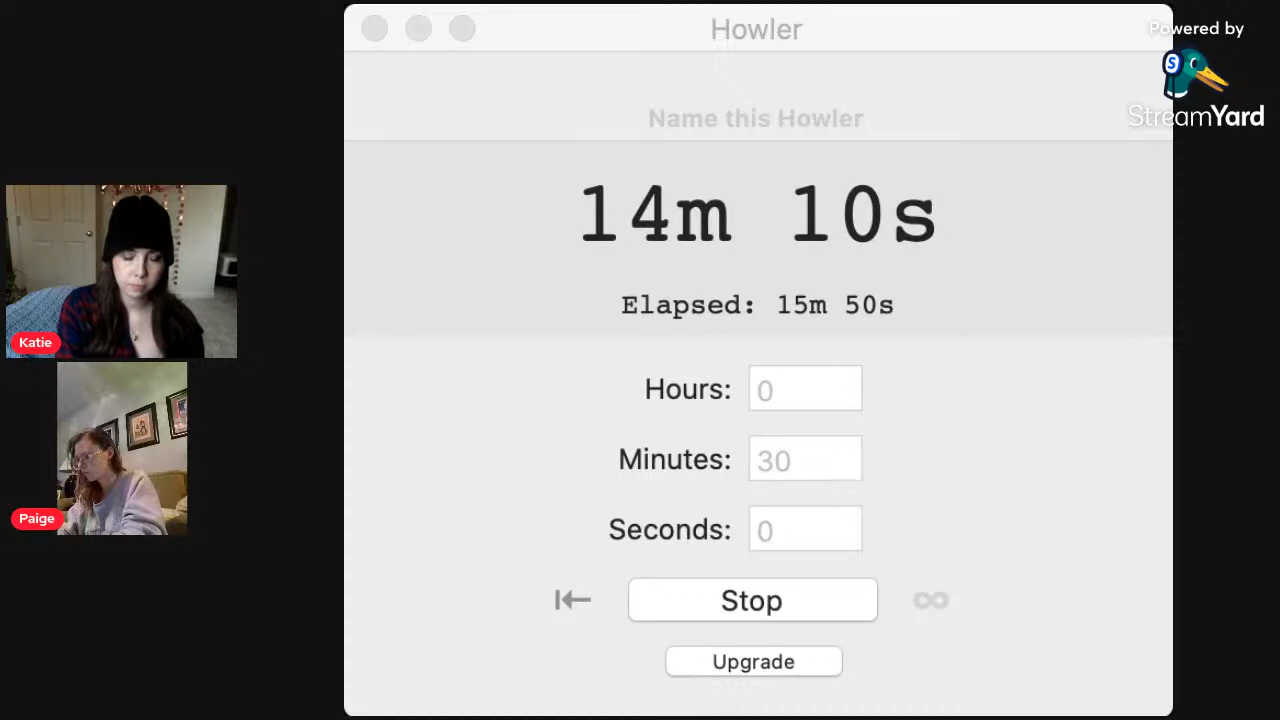 Howler
Powered by
StreamYard
Name this Howler
14m 10s
Elapsed: 15m 50s
Katie
Hours: 0
Minutes: 30
Paige
Seconds: 0
Stop
Upgrade